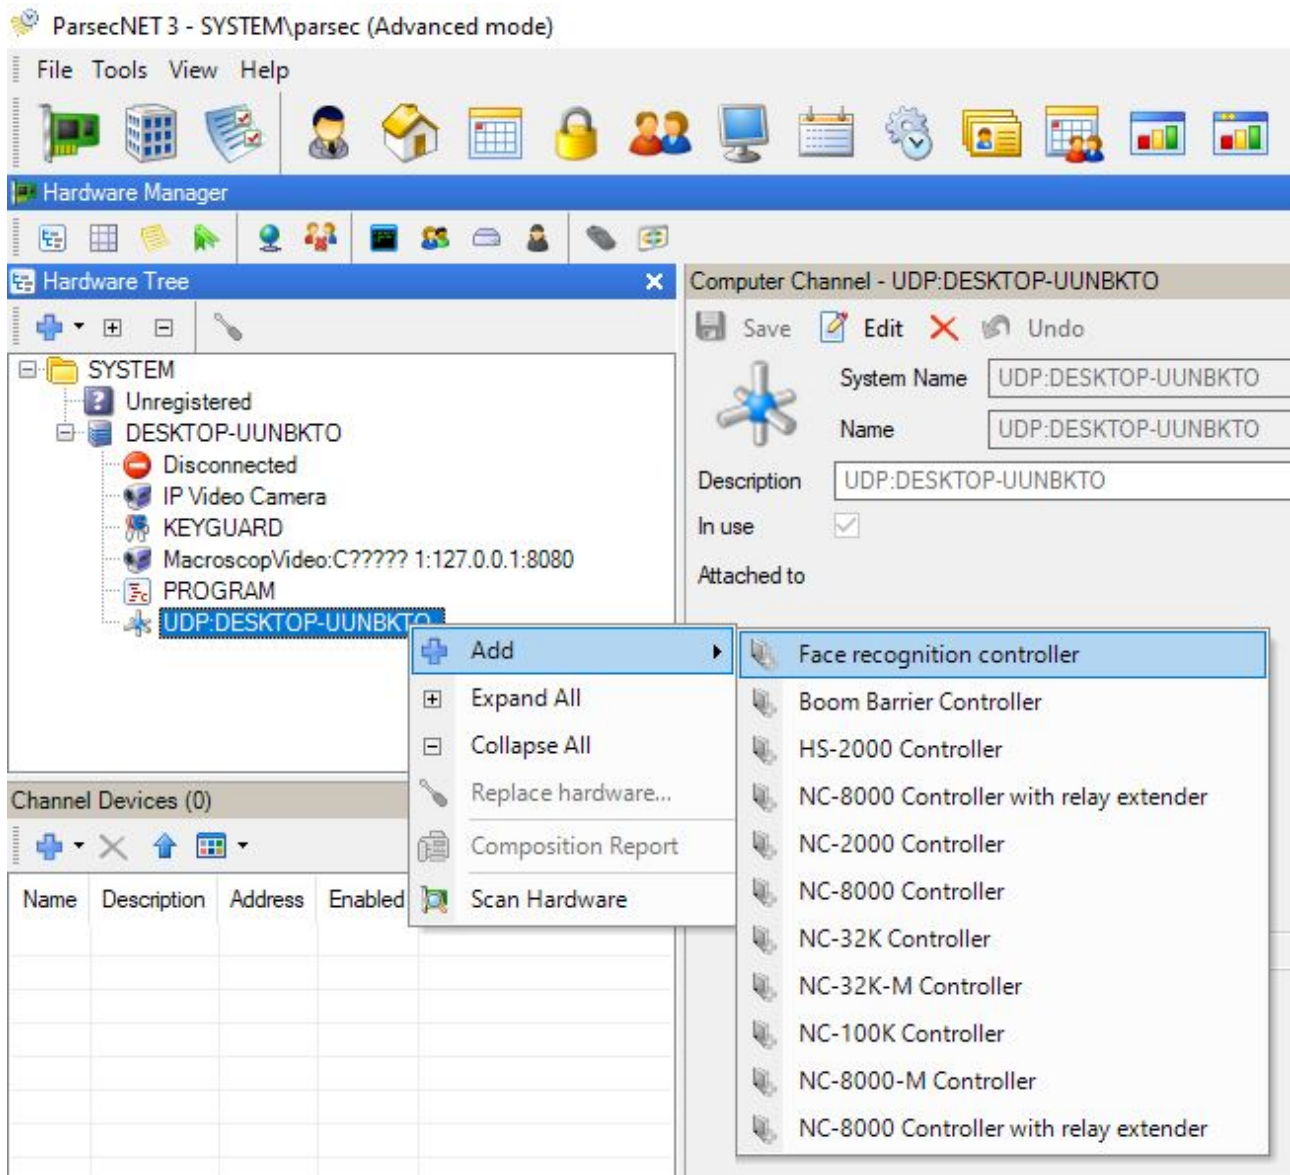 ParsecNET 3 - SYSTEM\parsec (Advanced mode)
File Tools View Help
Hardware Manager
Hardware Tree
Computer Channel - UDP:DESKTOP-UUNBKTO
Save Edit Undo
SYSTEM
Unregistered
DESKTOP-UUNBKTO
Disconnected
IP Video Camera
KEYGUARD
MacroscopVideo:C????? 1:127.0.0.1:8080
PROGRAM
UDP:DESKTOP-UUNBKTO
System Name UDP:DESKTOP-UUNBKTO
Name UDP:DESKTOP-UUNBKTO
Description UDP:DESKTOP-UUNBKTO
In use
Attached to
Add
Expand All
Collapse All
Replace hardware...
Composition Report
Scan Hardware
Face recognition controller
Boom Barrier Controller
HS-2000 Controller
NC-8000 Controller with relay extender
NC-2000 Controller
NC-8000 Controller
NC-32K Controller
NC-32K-M Controller
NC-100K Controller
NC-8000-M Controller
NC-8000 Controller with relay extender
Channel Devices (0)
Name Description Address Enabled